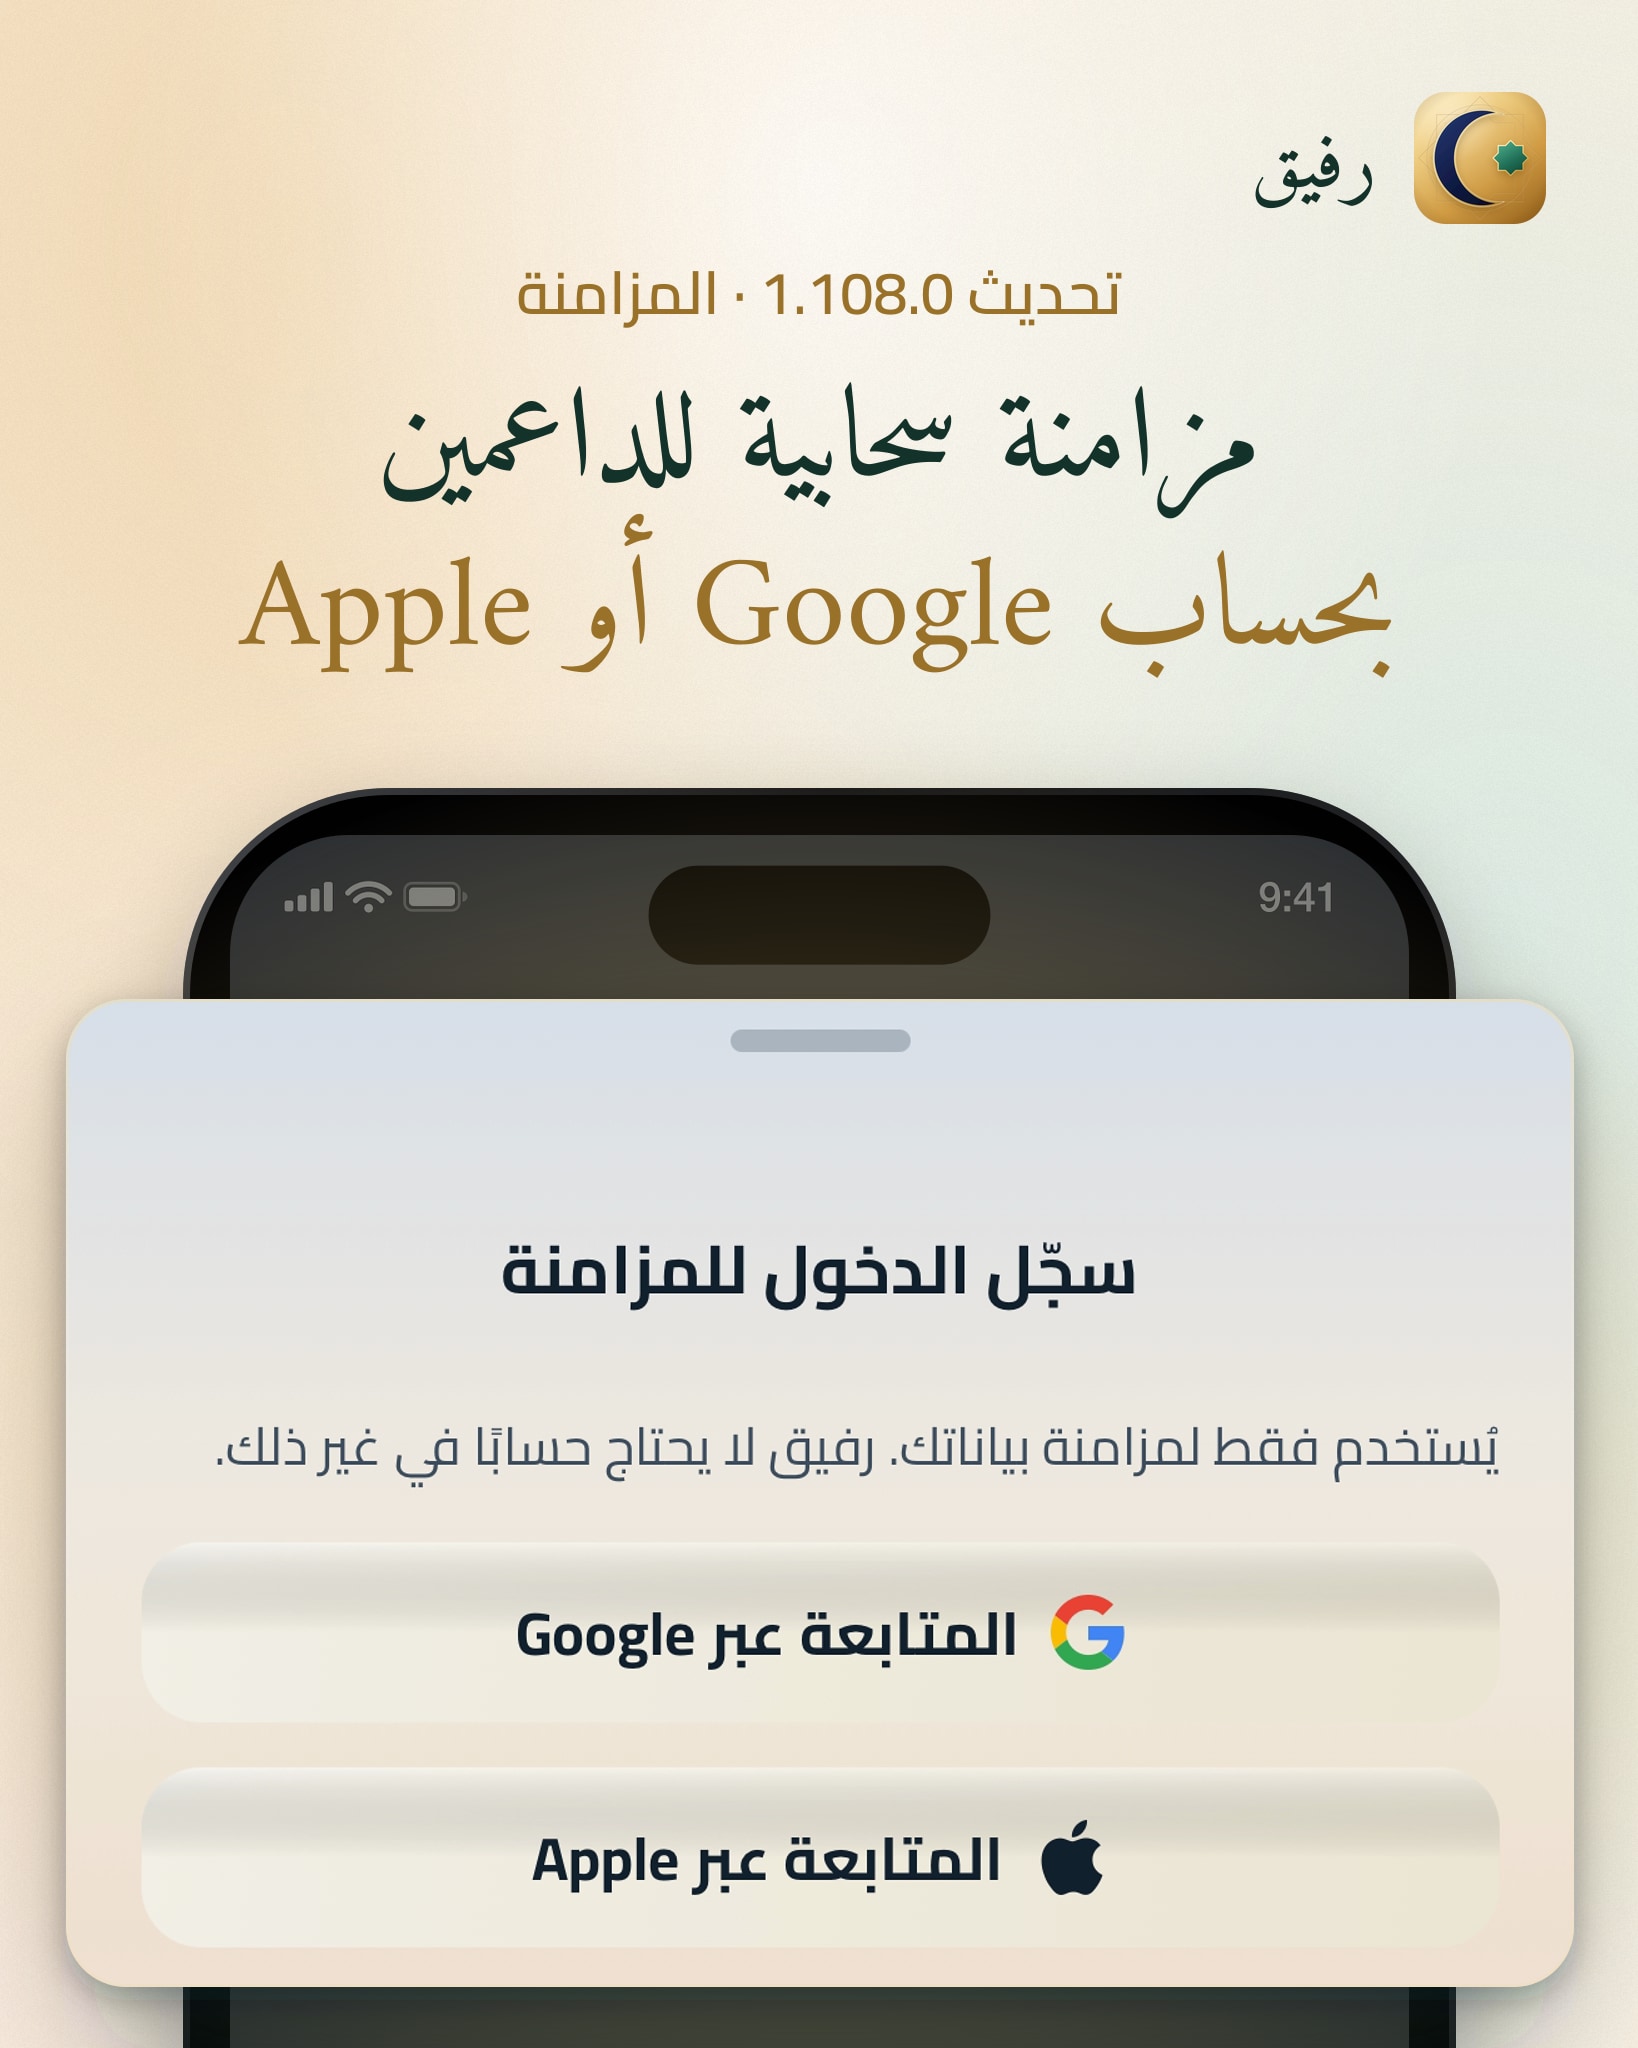 رفيق
تحديث 1.108.0 · المزامنة
مزامنة سحابية للداعمين
بحساب Google أو Apple
9:41
سجّل الدخول للمزامنة
يُستخدم فقط لمزامنة بياناتك. رفيق لا يحتاج حسابًا في غير ذلك.
المتابعة عبر Google
المتابعة عبر Apple